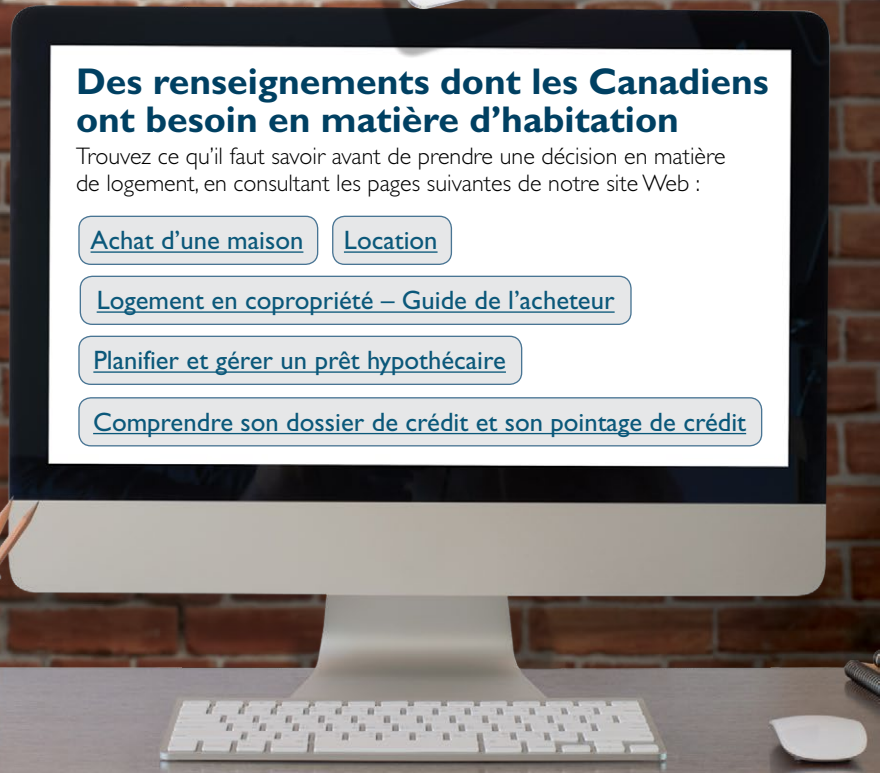 Des renseignements dont les Canadiens
ont besoin en matière d'habitation
Trouvez ce qu'il faut savoir avant de prendre une décision en matière
de logement, en consultant les pages suivantes de notre site Web :
Achat d'une maison Location
Logement en copropriété – Guide de l'acheteur
Planifier et gérer un prêt hypothécaire
Comprendre son dossier de crédit et son pointage de crédit